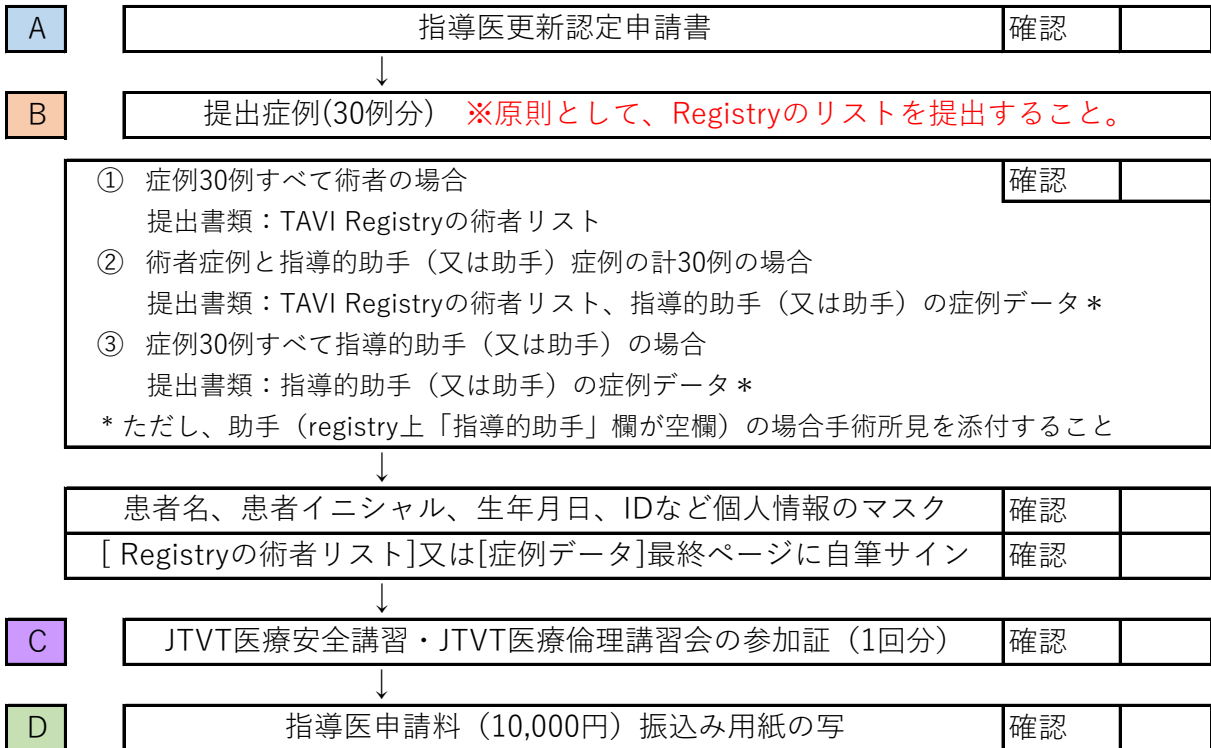 A 指導医更新認定申請書 確認
↓
B 提出症例(30例分) ※原則として、Registryのリストを提出すること。
① 症例30例すべて術者の場合 確認
提出書類：TAVI Registryの術者リスト
② 術者症例と指導的助手（又は助手）症例の計30例の場合
提出書類：TAVI Registryの術者リスト、指導的助手（又は助手）の症例データ＊
③ 症例30例すべて指導的助手（又は助手）の場合
提出書類：指導的助手（又は助手）の症例データ＊
* ただし、助手（registry上「指導的助手」欄が空欄）の場合手術所見を添付すること
↓
患者名、患者イニシャル、生年月日、IDなど個人情報のマスク 確認
[ Registryの術者リスト]又は[症例データ]最終ページに自筆サイン 確認
↓
C JTVT医療安全講習・JTVT医療倫理講習会の参加証（1回分） 確認
↓
D 指導医申請料（10,000円）振込み用紙の写 確認